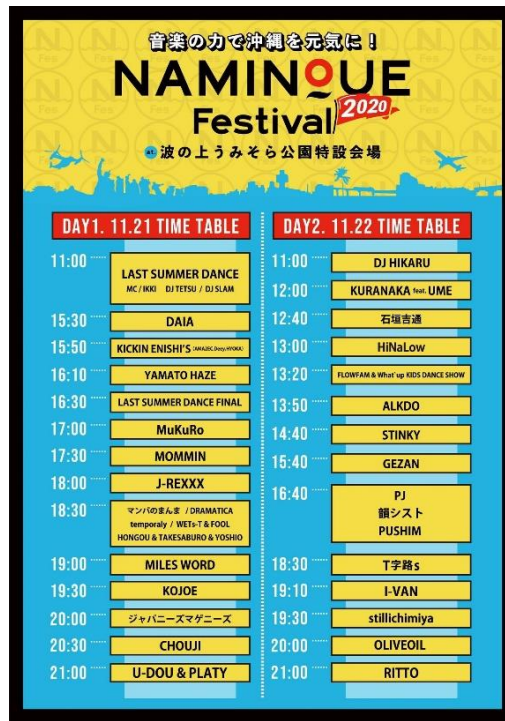 音楽の力で沖縄を元気に！
NAMINOUE
Festival 2020
at 波の上うみそら公園特設会場
DAY1. 11.21 TIME TABLE
11:00 LAST SUMMER DANCE
MC / IKKI DJ TETSU / DJ SLAM
15:30 DAIA
15:50 KICKIN ENISHI'S
16:10 YAMATO HAZE
16:30 LAST SUMMER DANCE FINAL
17:00 MuKuRo
17:30 MOMMIN
18:00 J-REXXX
18:30 マンパのまんま / DRAMATICA
temporaly / WETs-T & FOOL
HONGOU & TAKESABURO & YOSHIO
19:00 MILES WORD
19:30 KOJOE
20:00 ジャパニーズマゲニーズ
20:30 CHOUJI
21:00 U-DOU & PLATY
DAY2. 11.22 TIME TABLE
11:00 DJ HIKARU
12:00 KURANAKA feat. UME
12:40 石垣吉道
13:00 HiNaLow
13:20 FLOWFAM & What' up KIDS DANCE SHOW
13:50 ALKDO
14:40 STINKY
15:40 GEZAN
16:40 PJ
韻シスト
PUSHIM
18:30 T字路s
19:10 I-VAN
19:30 stillichimiya
20:00 OLIVEOIL
21:00 RITTO